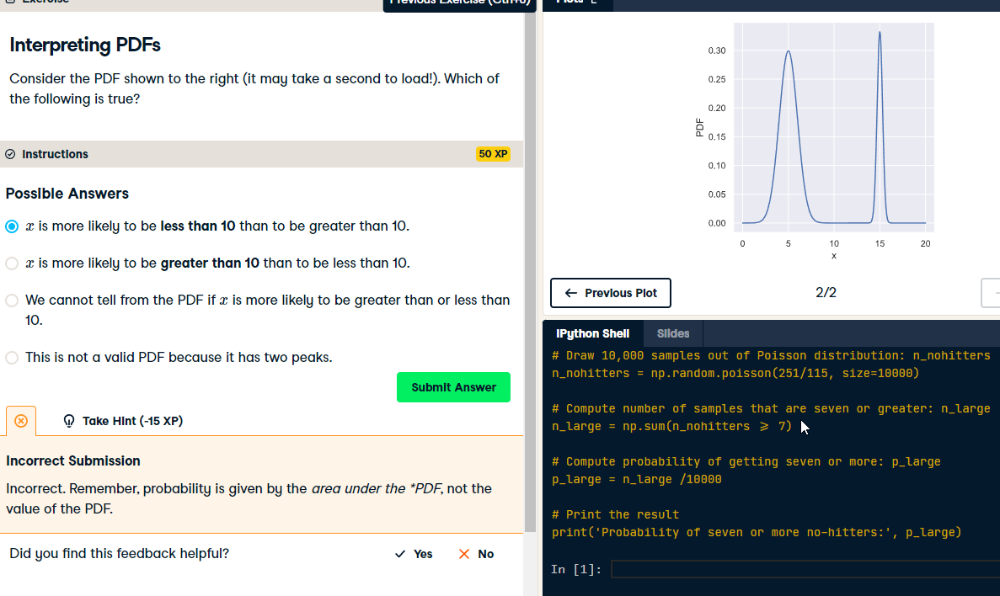 Exercise
Previous Exercise (Ctrl+O)
Interpreting PDFs
Consider the PDF shown to the right (it may take a second to load!). Which of
the following is true?
Instructions
50 XP
Possible Answers
x is more likely to be less than 10 than to be greater than 10.
x is more likely to be greater than 10 than to be less than 10.
We cannot tell from the PDF if x is more likely to be greater than or less than
10.
This is not a valid PDF because it has two peaks.
Submit Answer
Take Hint (-15 XP)
Incorrect Submission
Incorrect. Remember, probability is given by the area under the *PDF, not the
value of the PDF.
Did you find this feedback helpful?
Yes
No
Plots
0.30
0.25
0.20
0.15
0.10
0.05
0.00
PDF
0 5 10 15 20
x
Previous Plot
2/2
IPython Shell
Slides
# Draw 10,000 samples out of Poisson distribution: n_nohitters
n_nohitters = np.random.poisson(251/115, size=10000)
# Compute number of samples that are seven or greater: n_large
n_large = np.sum(n_nohitters >= 7)
# Compute probability of getting seven or more: p_large
p_large = n_large /10000
# Print the result
print('Probability of seven or more no-hitters:', p_large)
In [1]: